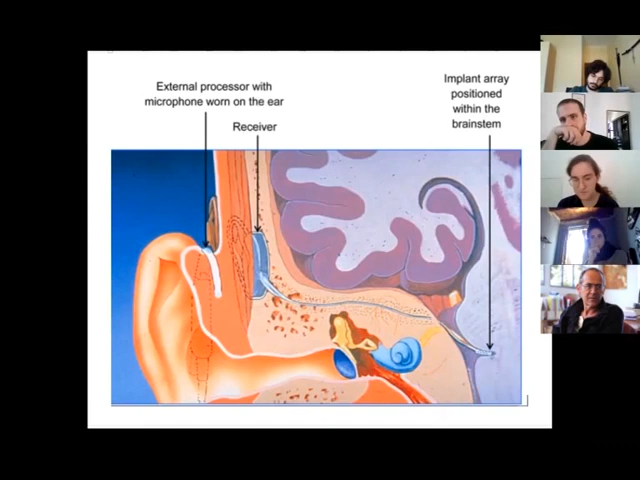 External processor with
microphone worn on the ear
Receiver
Implant array
positioned
within the
brainstem